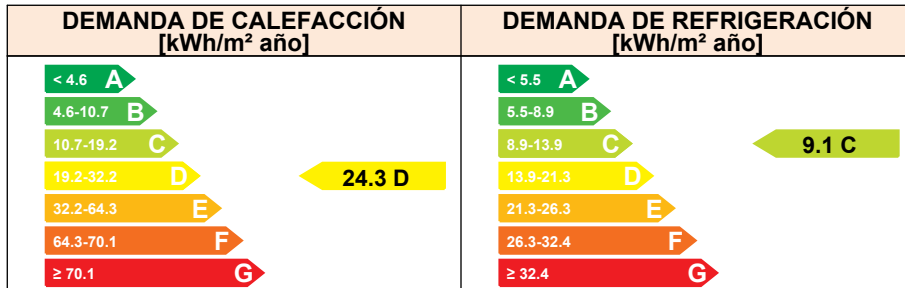 DEMANDA DE CALEFACCIÓN
[kWh/m² año]
< 4.6 A
4.6-10.7 B
10.7-19.2 C
19.2-32.2 D
24.3 D
32.2-64.3 E
64.3-70.1 F
≥ 70.1 G
DEMANDA DE REFRIGERACIÓN
[kWh/m² año]
< 5.5 A
5.5-8.9 B
8.9-13.9 C
9.1 C
13.9-21.3 D
21.3-26.3 E
26.3-32.4 F
≥ 32.4 G